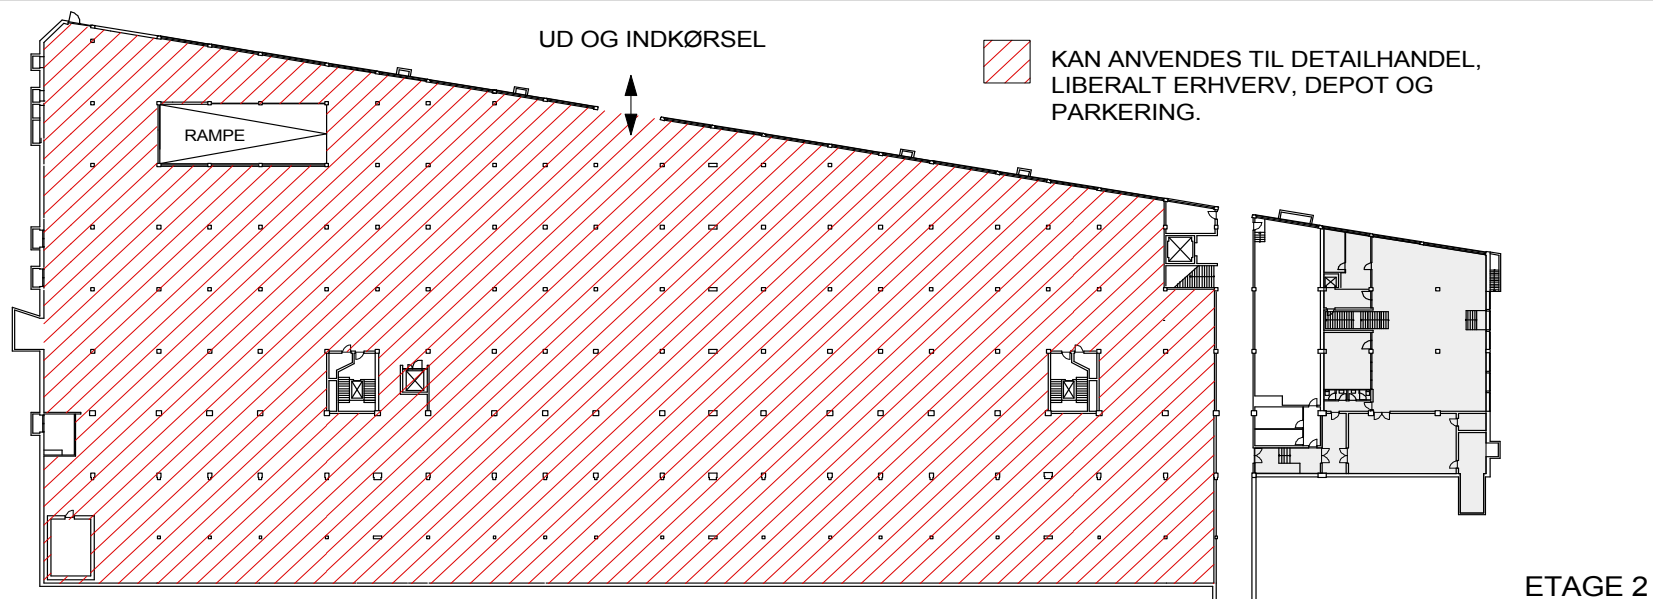 UD OG INDKØRSEL
KAN ANVENDES TIL DETAILHANDEL,
LIBERALT ERHVERV, DEPOT OG
PARKERING.
RAMPE
ETAGE 2